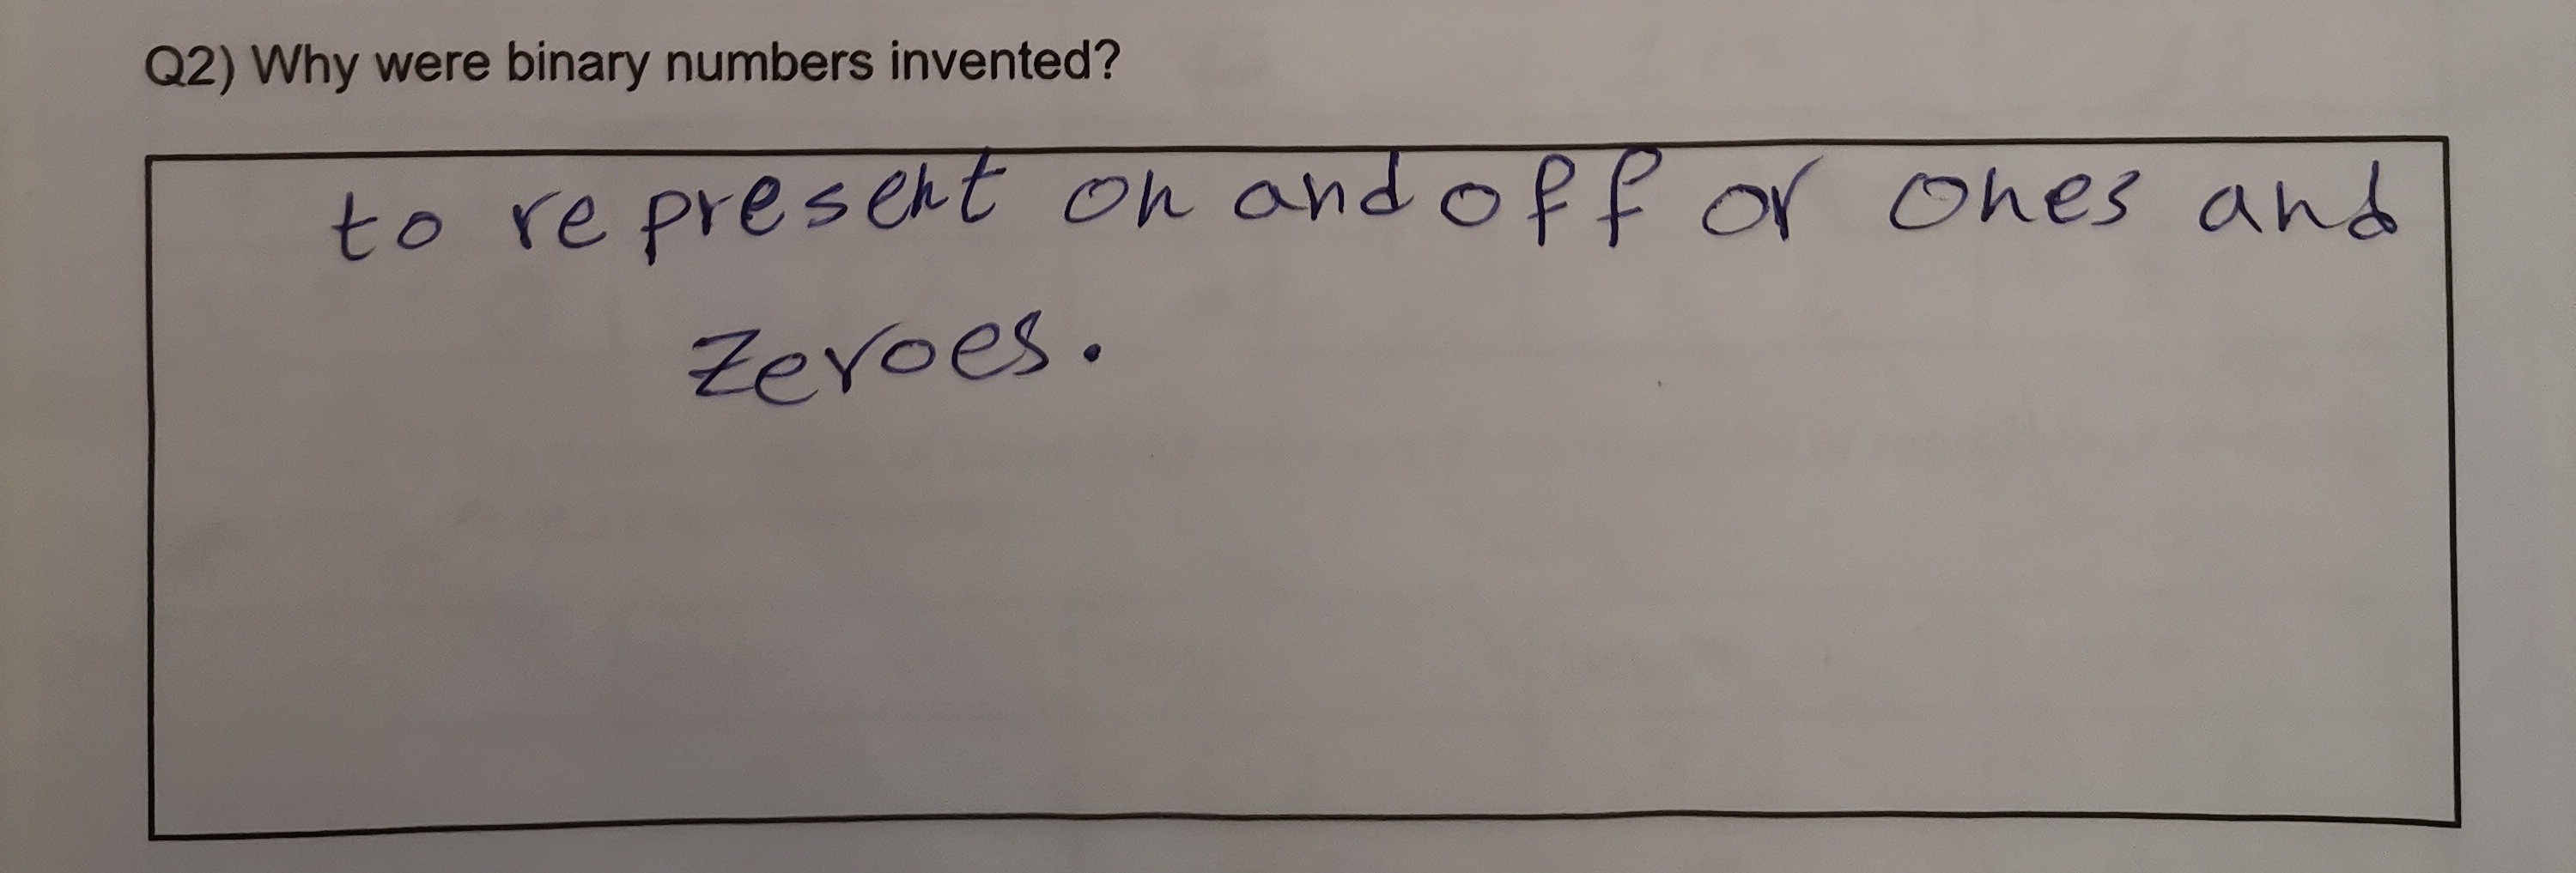 Q2) Why were binary numbers invented?
to represent on and off or ones and
zeroes.